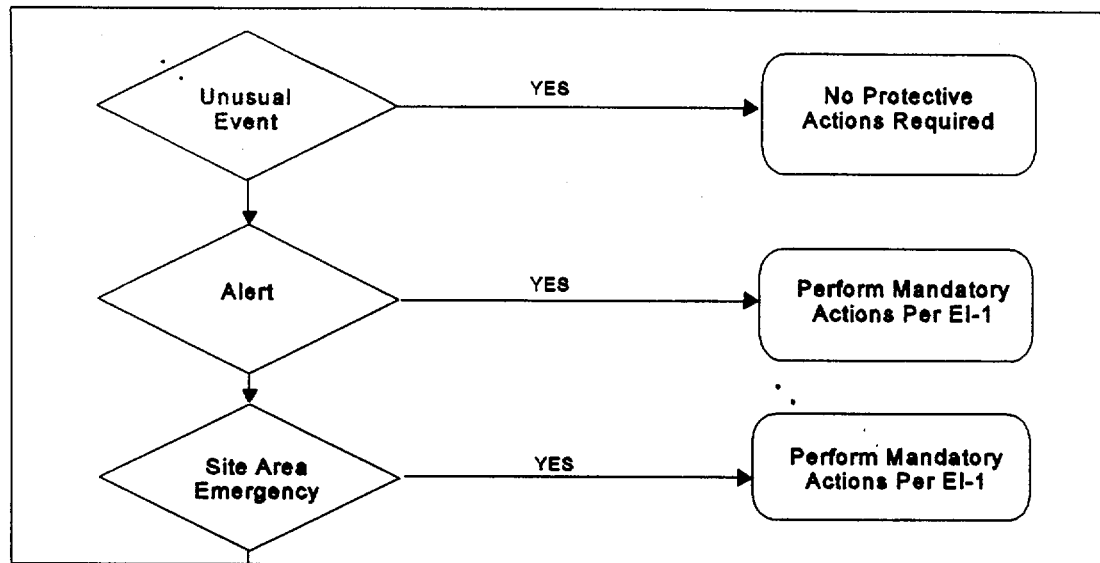 Unusual
Event
YES
No Protective
Actions Required
Alert
YES
Perform Mandatory
Actions Per EI-1
Site Area
Emergency
YES
Perform Mandatory
Actions Per EI-1